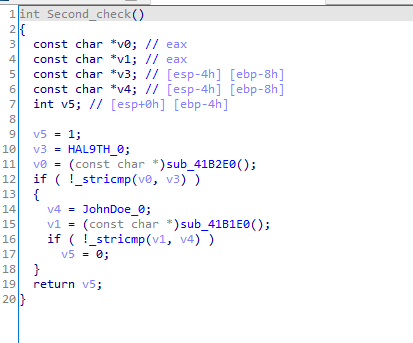 1 int Second_check()
2 {
3   const char *v0; // eax
4   const char *v1; // eax
5   const char *v3; // [esp-4h] [ebp-8h]
6   const char *v4; // [esp-4h] [ebp-8h]
7   int v5; // [esp+0h] [ebp-4h]
8
9   v5 = 1;
10   v3 = HAL9TH_0;
11   v0 = (const char *)sub_41B2E0();
12   if ( !_stricmp(v0, v3) )
13   {
14     v4 = JohnDoe_0;
15     v1 = (const char *)sub_41B1E0();
16     if ( !_stricmp(v1, v4) )
17       v5 = 0;
18   }
19   return v5;
20 }